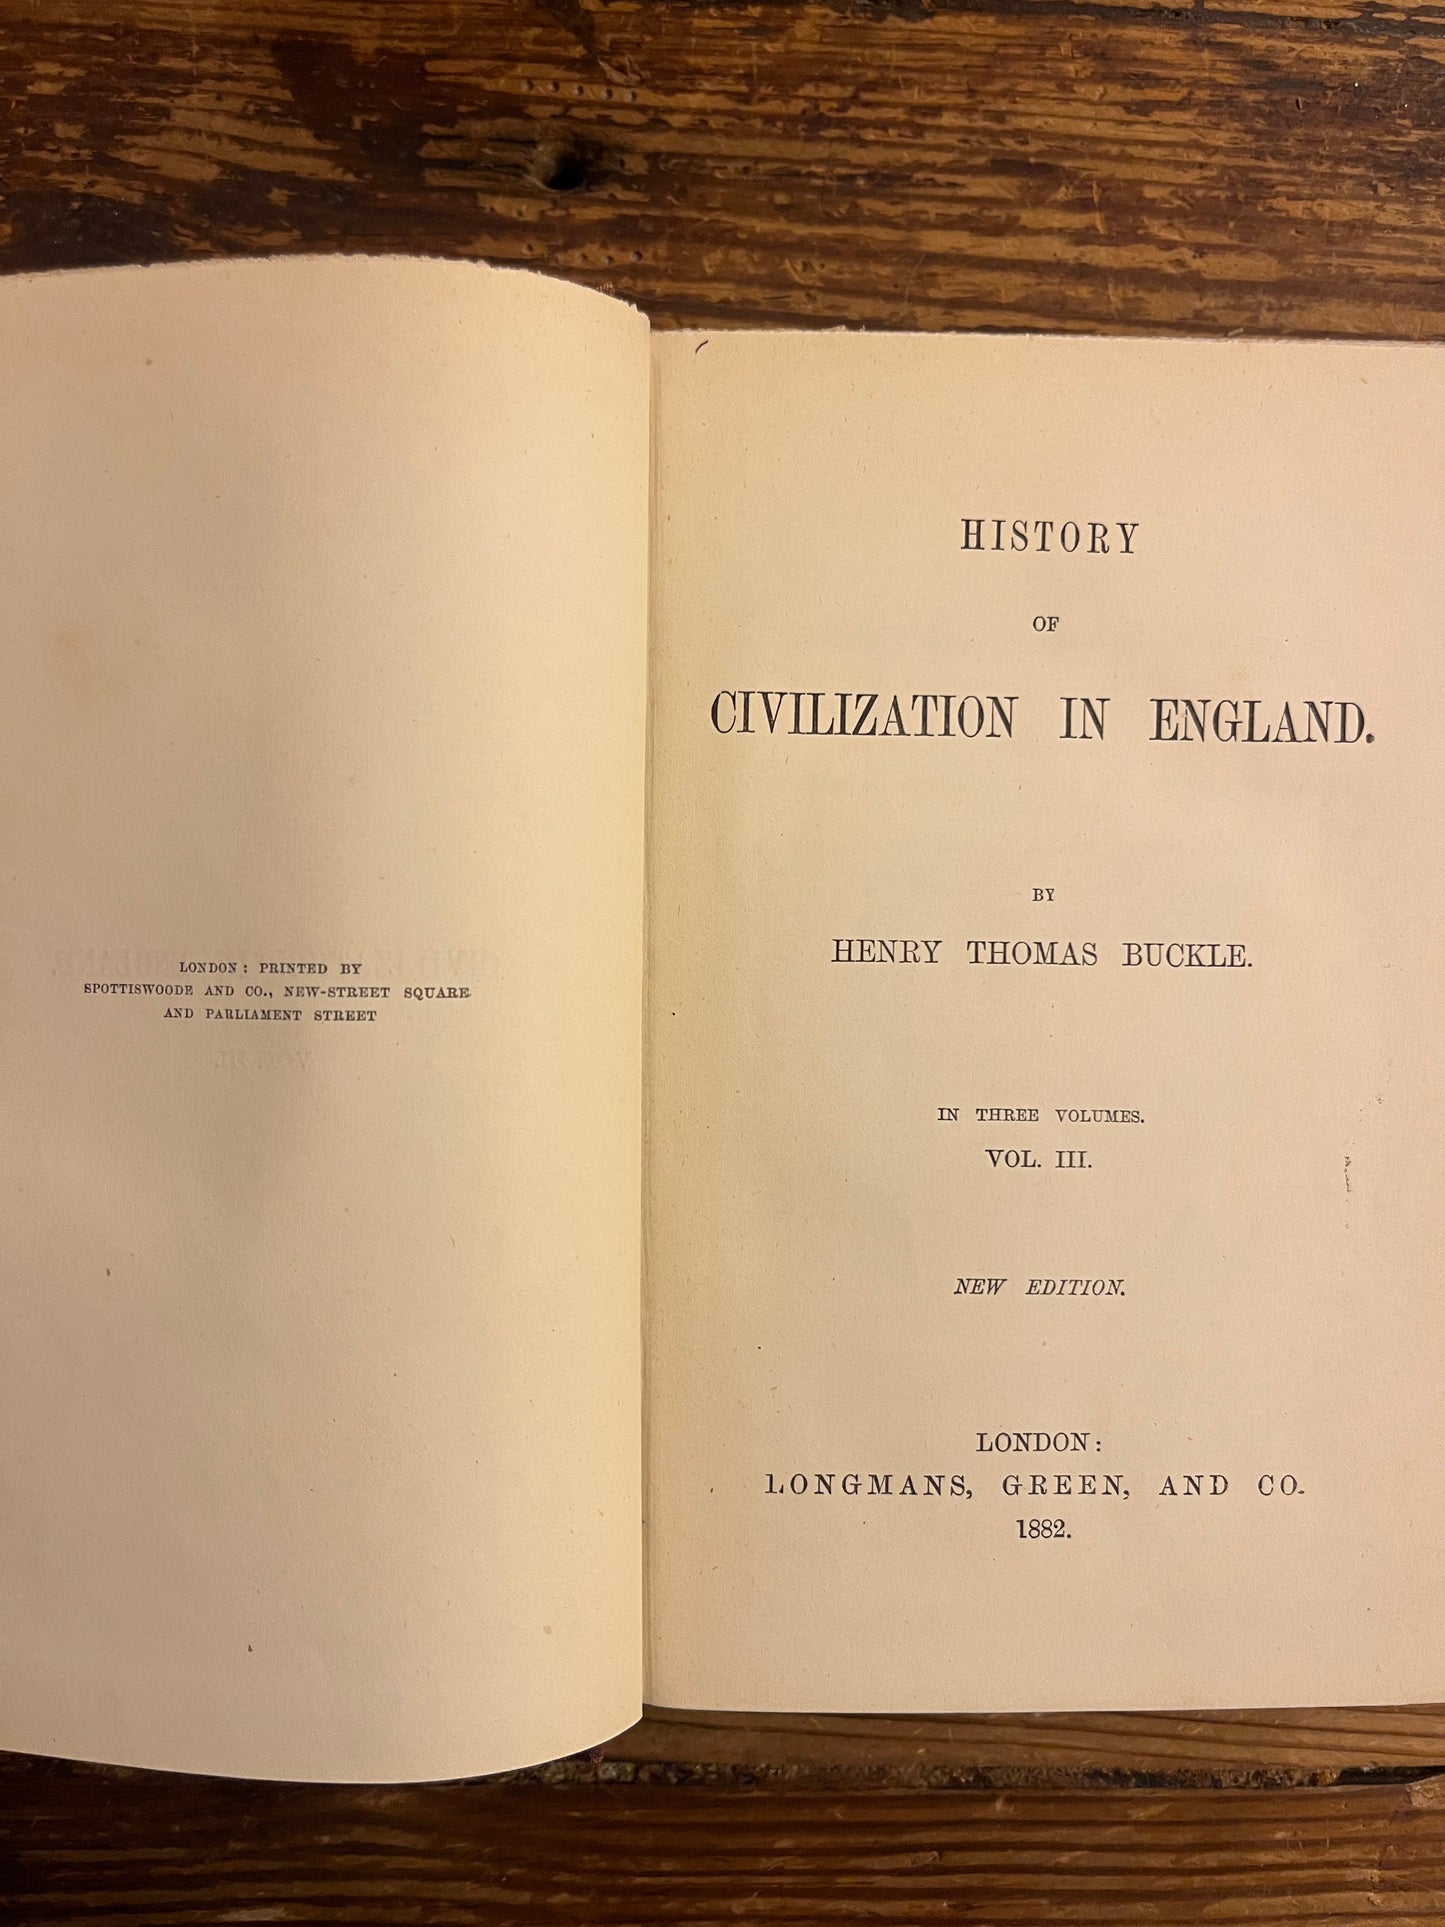 LONDON : PRINTED BY
SPOTTISWOODE AND CO., NEW-STREET SQUARE
AND PARLIAMENT STREET
HISTORY
OF
CIVILIZATION IN ENGLAND.
BY
HENRY THOMAS BUCKLE.
IN THREE VOLUMES.
VOL. III.
NEW EDITION.
LONDON :
LONGMANS, GREEN, AND CO.
1882.